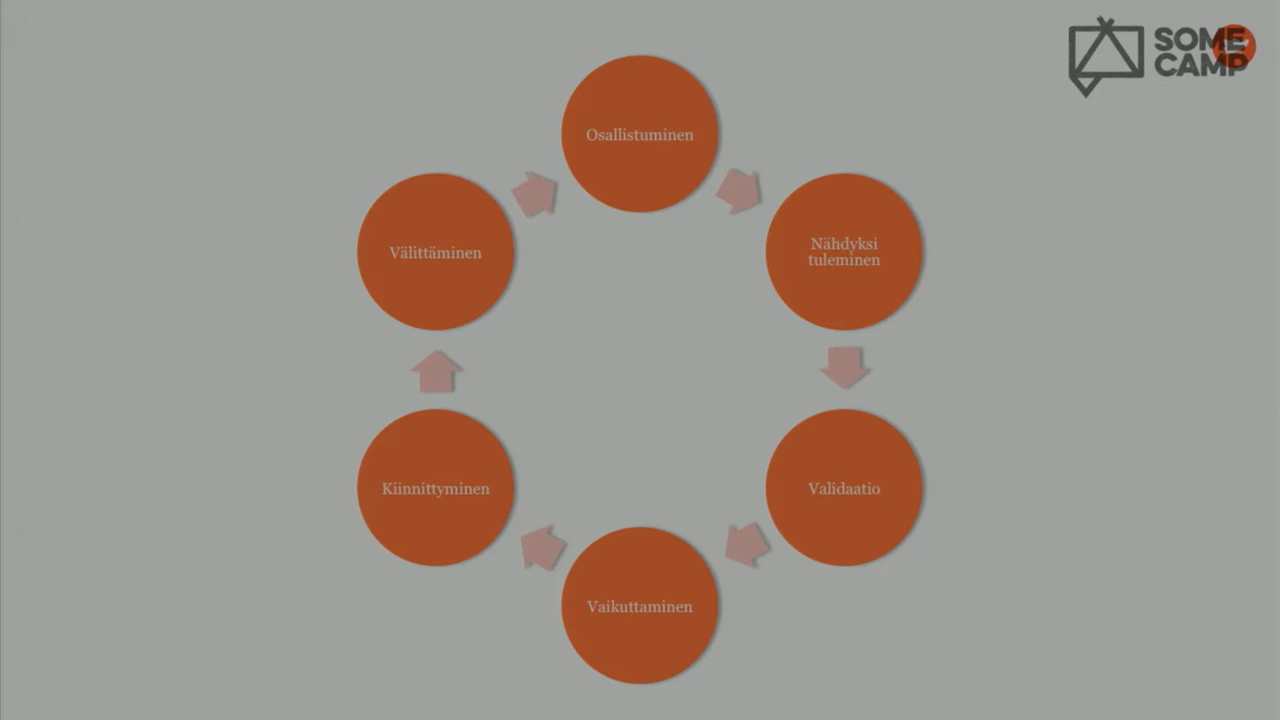 SOME
CAMP
Osallistuminen
Nähdyksi
tuleminen
Validaatio
Vaikuttaminen
Kiinnittyminen
Välittäminen